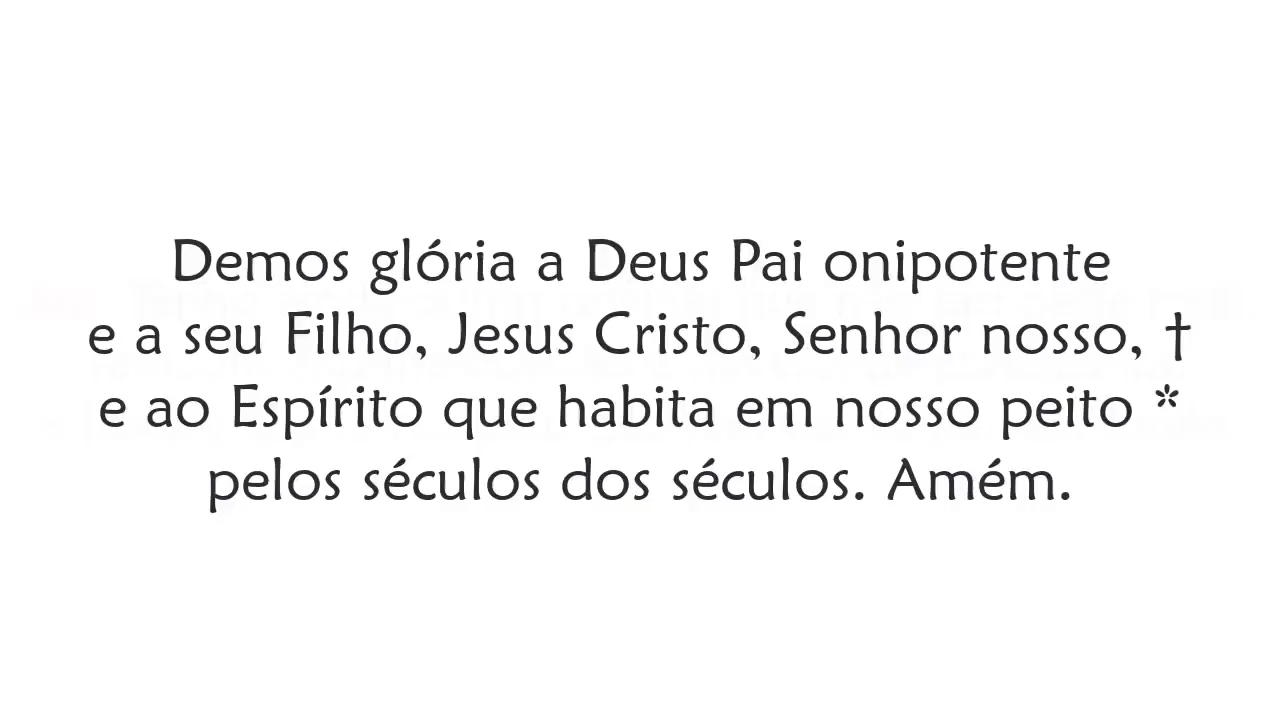 Demos glória a Deus Pai onipotente
e a seu Filho, Jesus Cristo, Senhor nosso, †
e ao Espírito que habita em nosso peito *
pelos séculos dos séculos. Amém.